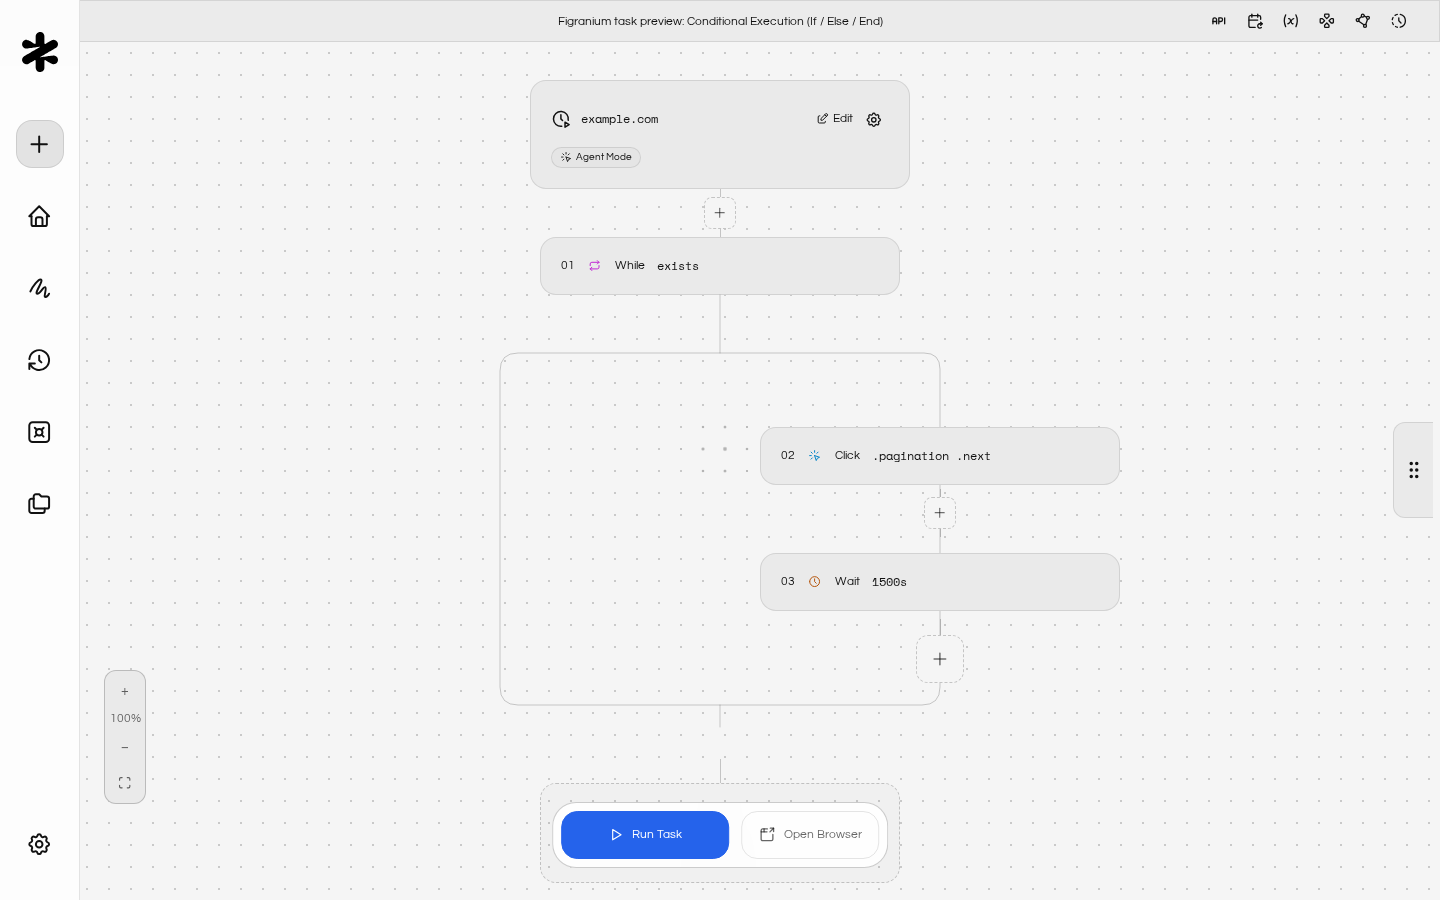 Figranium task preview: Conditional Execution (If / Else / End)
API
(x)
example.com
Edit
Agent Mode
01 While exists
02 Click .pagination .next
03 Wait 1500s
100%
Run Task
Open Browser